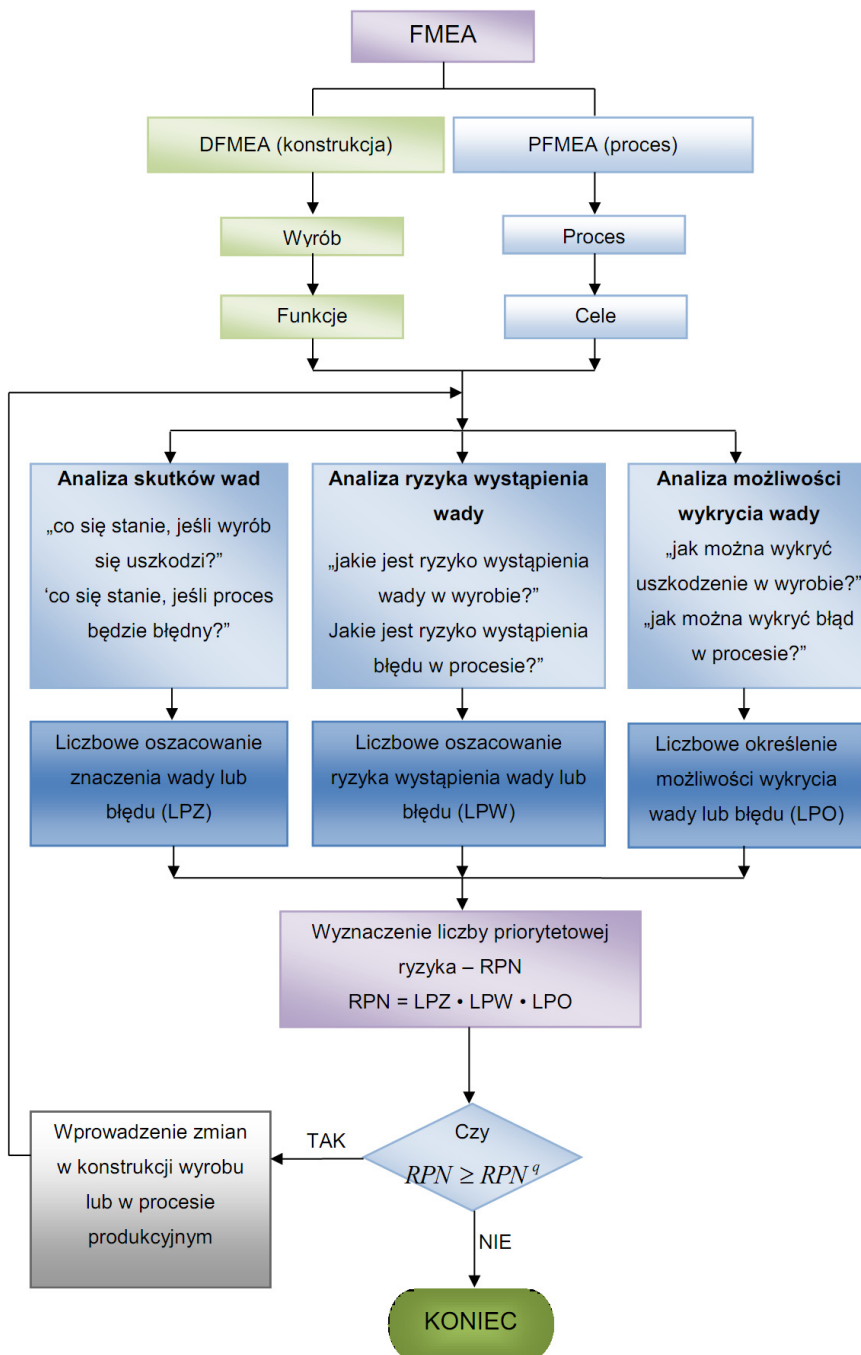 FMEA
DFMEA (konstrukcja)
PFMEA (proces)
Wyrób
Proces
Funkcje
Cele
Analiza skutków wad
„co się stanie, jeśli wyrób
się uszkodzi?”
‘co się stanie, jeśli proces
będzie błędny?”
Analiza ryzyka wystąpienia
wady
„jakie jest ryzyko wystąpienia
wady w wyrobie?”
Jakie jest ryzyko wystąpienia
błędu w procesie?”
Analiza możliwości
wykrycia wady
„jak można wykryć
uszkodzenie w wyrobie?”
„jak można wykryć błąd
w procesie?”
Liczbowe oszacowanie
znaczenia wady lub
błędu (LPZ)
Liczbowe oszacowanie
ryzyka wystąpienia wady lub
błędu (LPW)
Liczbowe określenie
możliwości wykrycia
wady lub błędu (LPO)
Wyznaczenie liczby priorytetowej
ryzyka – RPN
RPN = LPZ • LPW • LPO
Wprowadzenie zmian
w konstrukcji wyrobu
lub w procesie
produkcyjnym
TAK
Czy
RPN ≥ RPN^q
NIE
KONIEC